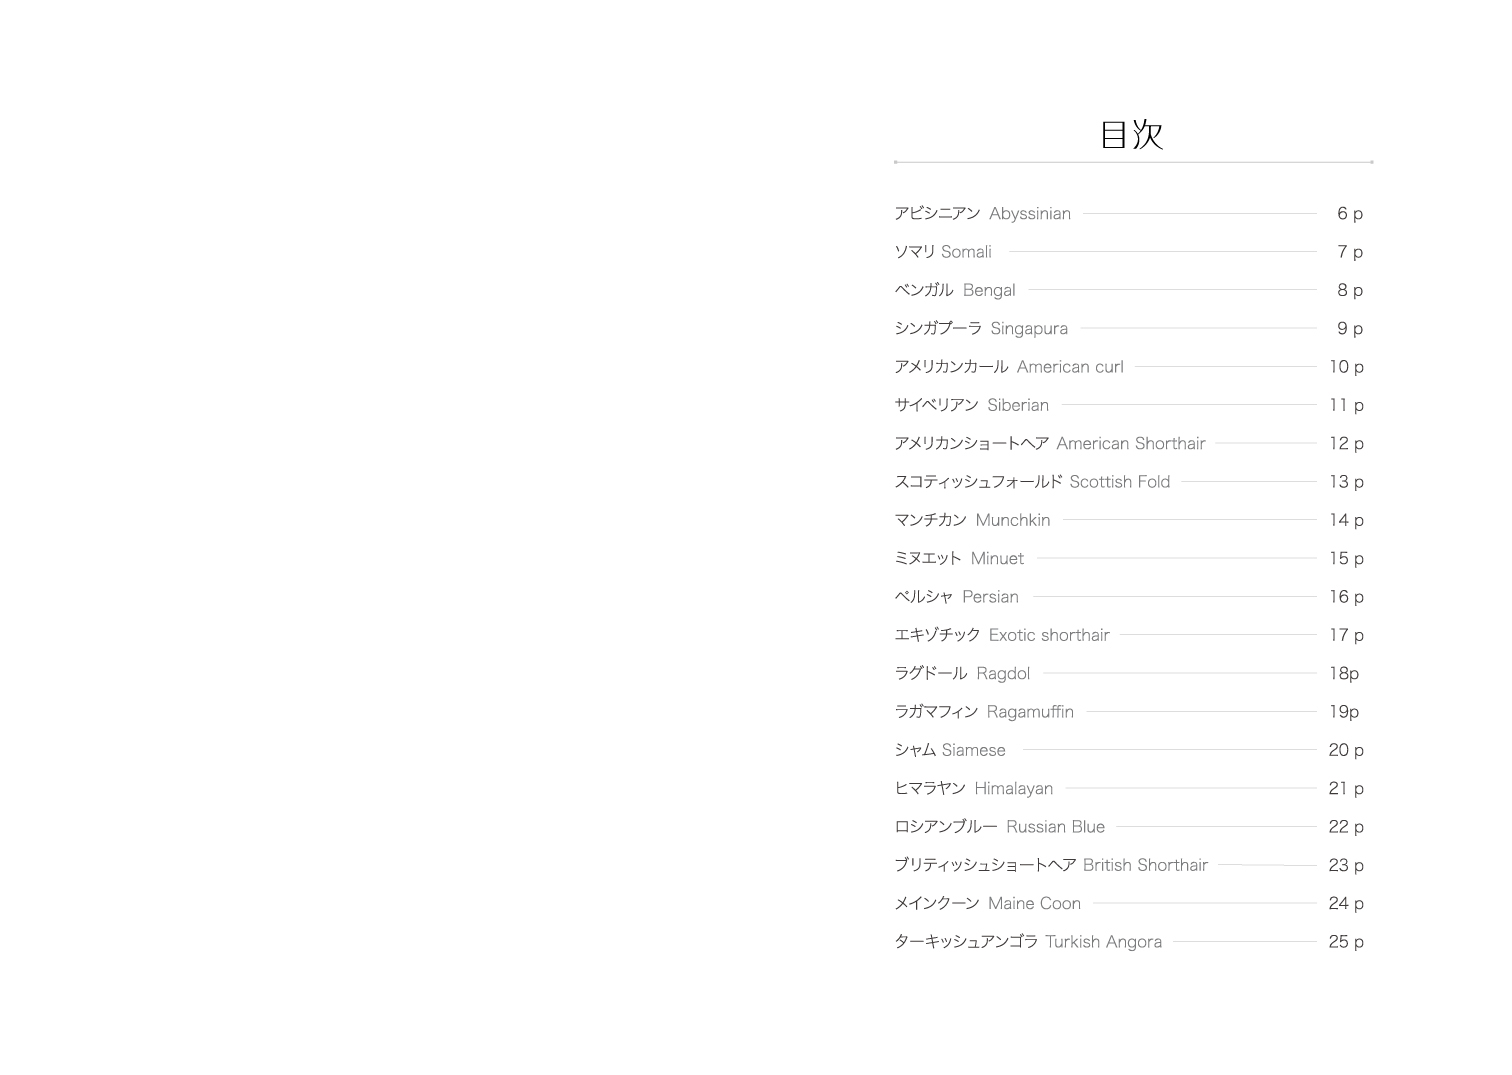 目次
アビシニアン Abyssinian 6 p
ソマリ Somali 7 p
ベンガル Bengal 8 p
シンガプーラ Singapura 9 p
アメリカンカール American curl 10 p
サイベリアン Siberian 11 p
アメリカンショートヘア American Shorthair 12 p
スコティッシュフォールド Scottish Fold 13 p
マンチカン Munchkin 14 p
ミヌエット Minuet 15 p
ペルシャ Persian 16 p
エキゾチック Exotic shorthair 17 p
ラグドール Ragdol 18p
ラガマフィン Ragamuffin 19p
シャム Siamese 20 p
ヒマラヤン Himalayan 21 p
ロシアンブルー Russian Blue 22 p
ブリティッシュショートヘア British Shorthair 23 p
メインクーン Maine Coon 24 p
ターキッシュアンゴラ Turkish Angora 25 p